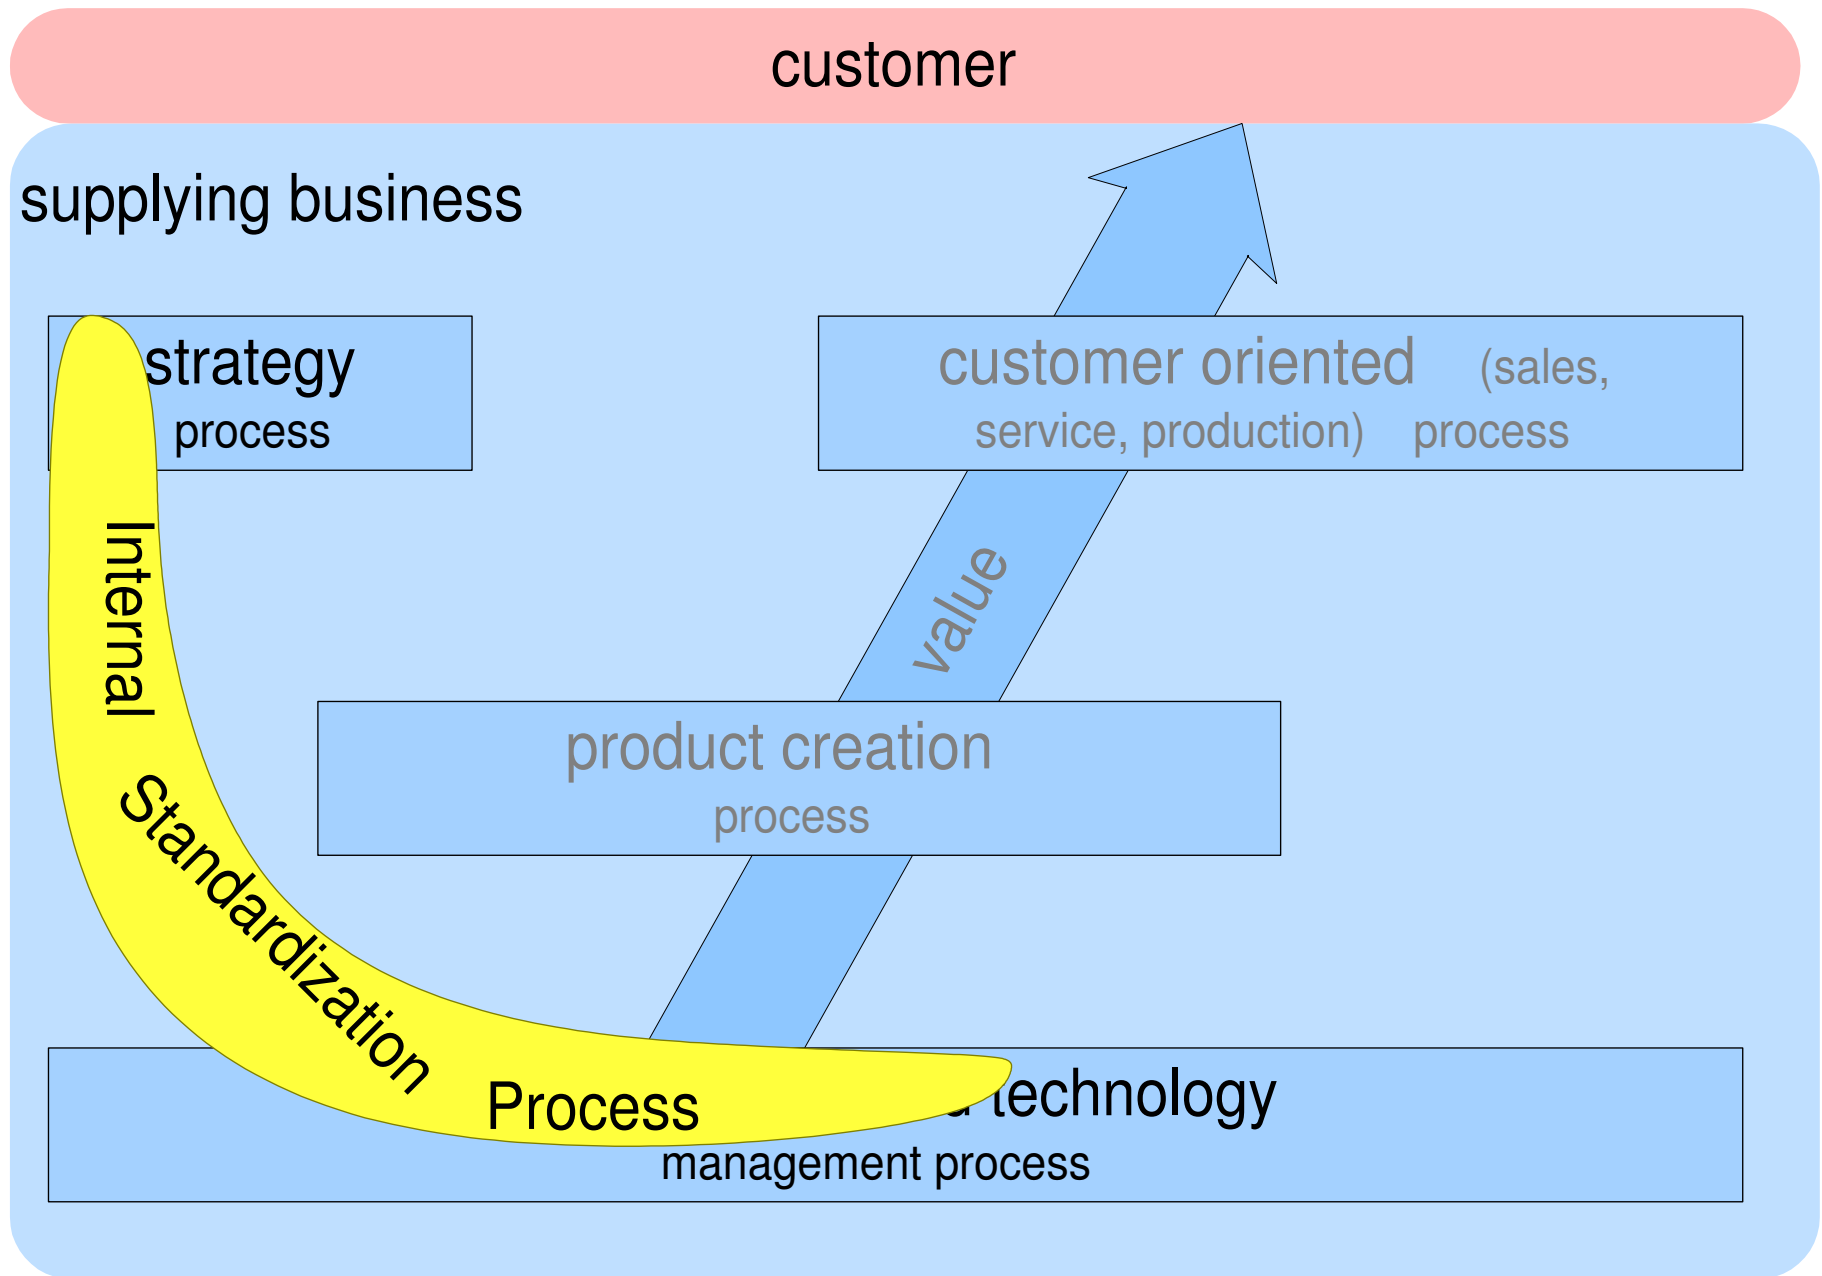 customer
supplying business
strategy
process
customer oriented (sales,
service, production) process
value
product creation
process
Internal
Standardization
Process
technology
management process